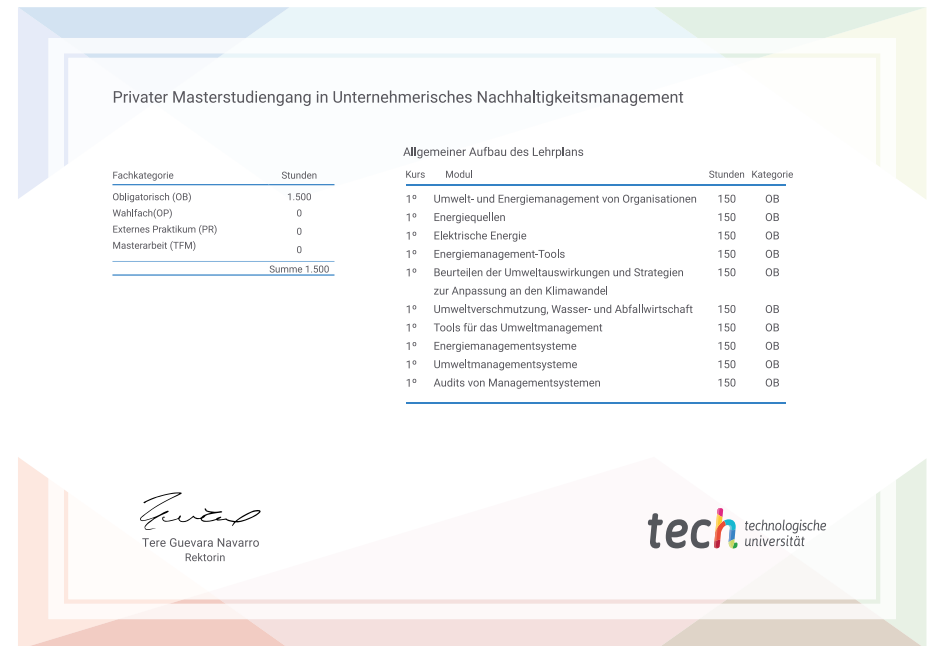 Privater Masterstudiengang in Unternehmerisches Nachhaltigkeitsmanagement
Fachkategorie Stunden
Obligatorisch (OB) 1.500
Wahlfach(OP) 0
Externes Praktikum (PR) 0
Masterarbeit (TFM) 0
Summe 1.500
Allgemeiner Aufbau des Lehrplans
Kurs Modul Stunden Kategorie
1º Umwelt- und Energiemanagement von Organisationen 150 OB
1º Energiequellen 150 OB
1º Elektrische Energie 150 OB
1º Energiemanagement-Tools 150 OB
1º Beurteilen der Umweltauswirkungen und Strategien 150 OB
zur Anpassung an den Klimawandel
1º Umweltverschmutzung, Wasser- und Abfallwirtschaft 150 OB
1º Tools für das Umweltmanagement 150 OB
1º Energiemanagementsysteme 150 OB
1º Umweltmanagementsysteme 150 OB
1º Audits von Managementsystemen 150 OB
Tere Guevara Navarro
Rektorin
tech technologische
universität